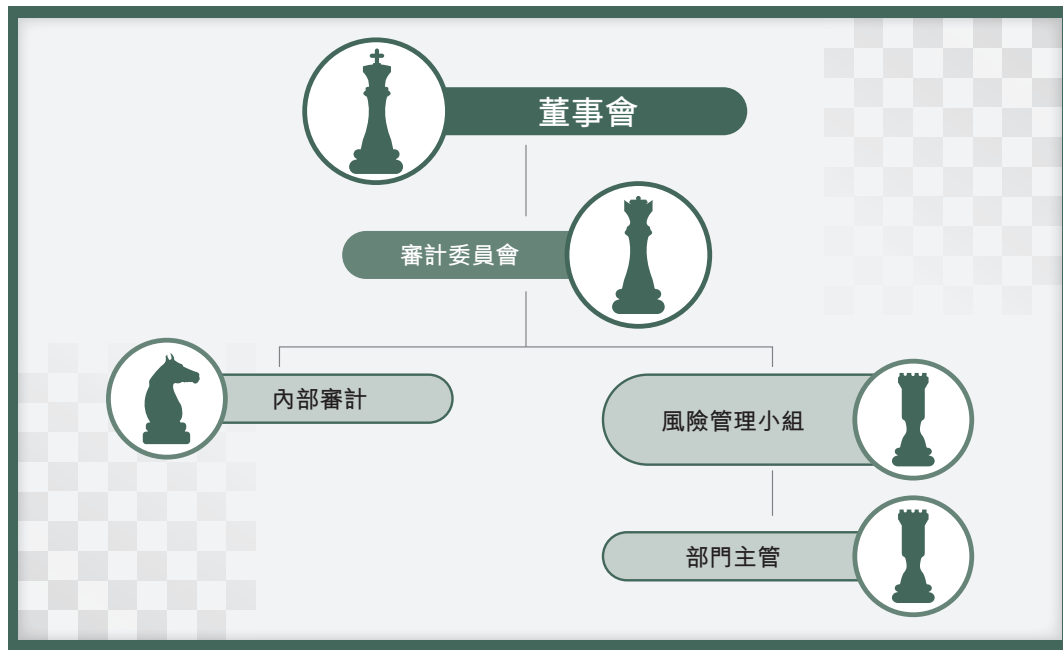 董事會
審計委員會
內部審計
風險管理小組
部門主管